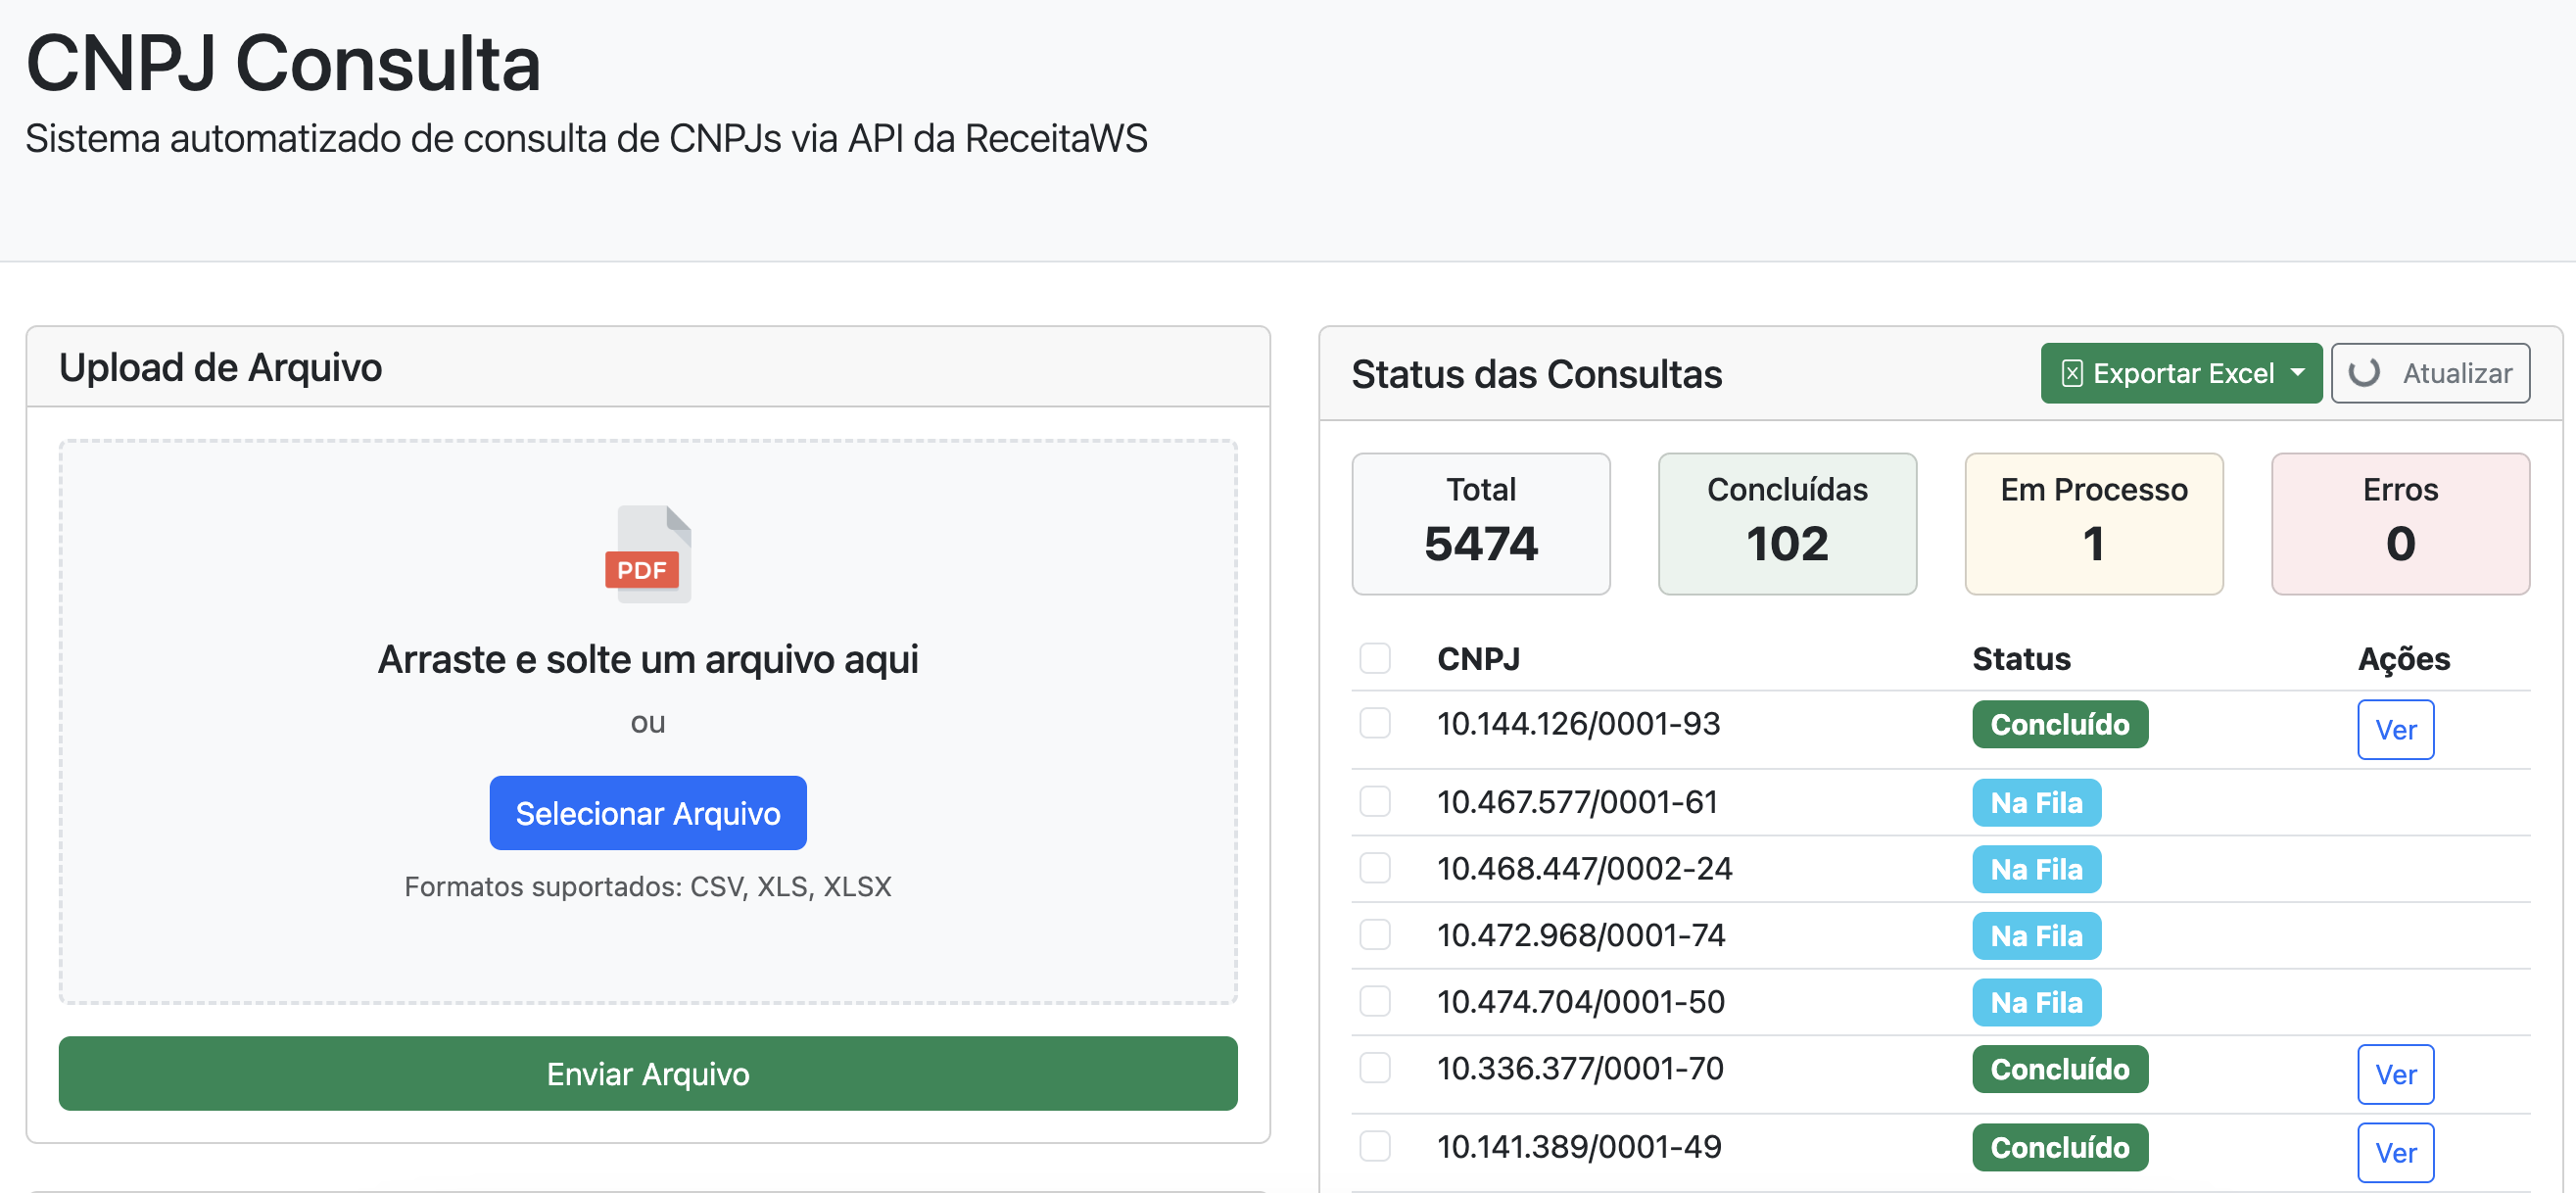 CNPJ Consulta
Sistema automatizado de consulta de CNPJs via API da ReceitaWS
Upload de Arquivo
PDF
Arraste e solte um arquivo aqui
ou
Selecionar Arquivo
Formatos suportados: CSV, XLS, XLSX
Enviar Arquivo
Status das Consultas
Exportar Excel
Atualizar
Total
5474
Concluídas
102
Em Processo
1
Erros
0
CNPJ Status Ações
10.144.126/0001-93 Concluído Ver
10.467.577/0001-61 Na Fila
10.468.447/0002-24 Na Fila
10.472.968/0001-74 Na Fila
10.474.704/0001-50 Na Fila
10.336.377/0001-70 Concluído Ver
10.141.389/0001-49 Concluído Ver